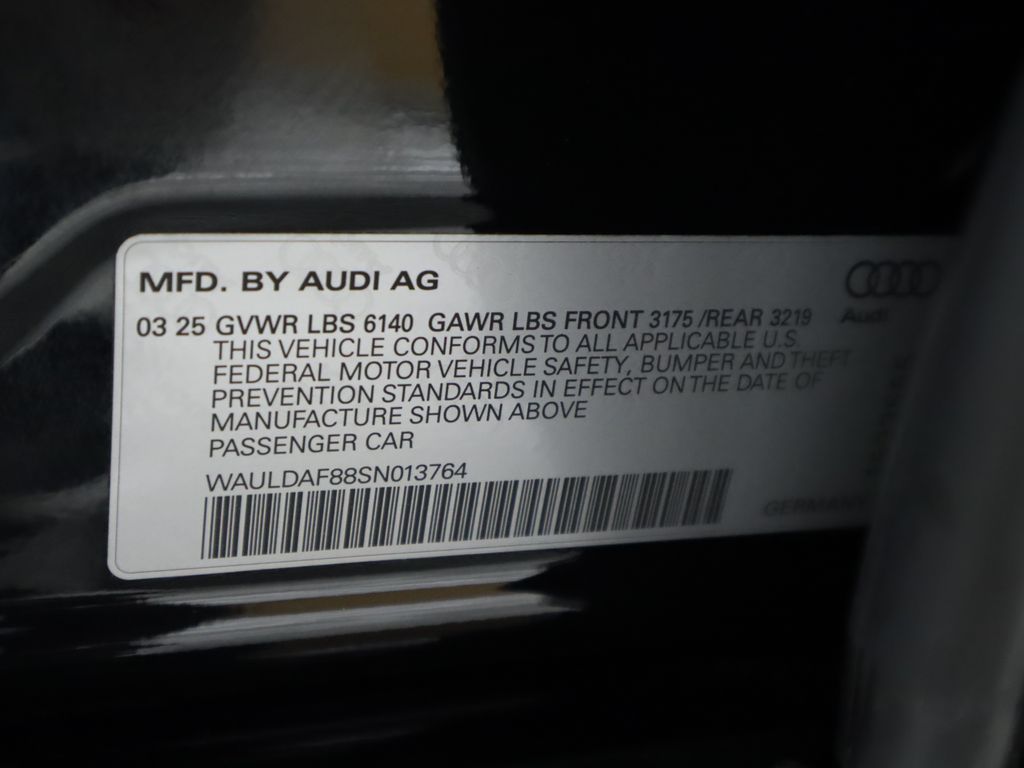 MFD. BY AUDI AG
03 25 GVWR LBS 6140 GAWR LBS FRONT 3175 /REAR 3219
Audi
THIS VEHICLE CONFORMS TO ALL APPLICABLE U.S.
FEDERAL MOTOR VEHICLE SAFETY, BUMPER AND THEFT
PREVENTION STANDARDS IN EFFECT ON THE DATE OF
MANUFACTURE SHOWN ABOVE
PASSENGER CAR
WAULDAF88SN013764
GERMANY